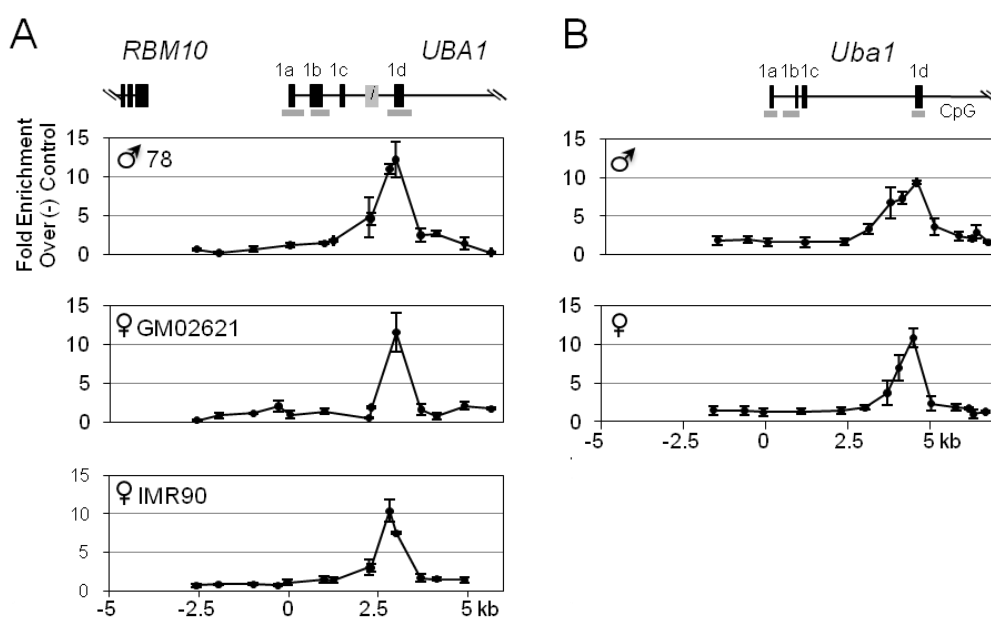 A
RBM10 UBA1
1a 1b 1c 1d
/
Fold Enrichment
Over (-) Control
15
10
5
0
♂ 78
15
10
5
0
♀ GM02621
15
10
5
0
♀ IMR90
-5 -2.5 0 2.5 5 kb
B
Uba1
1a 1b 1c 1d
CpG
15
10
5
0
♂
15
10
5
0
♀
-5 -2.5 0 2.5 5 kb